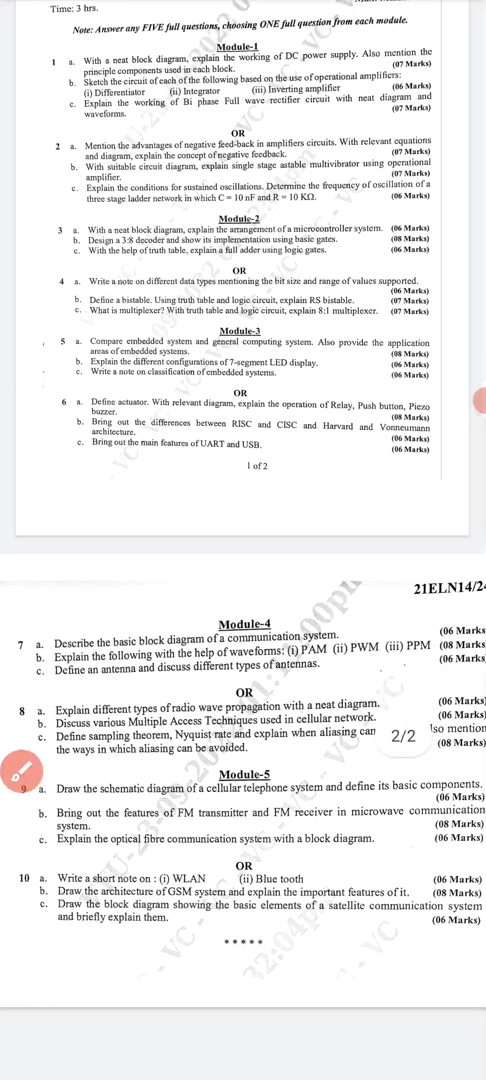 Time: 3 hrs.
Note: Answer any FIVE full questions, choosing ONE full question from each module.
Module-1
1 a. With a neat block diagram, explain the working of DC power supply. Also mention the
principle components used in each block. (07 Marks)
b. Sketch the circuit of each of the following based on the use of operational amplifiers:
(i) Differentiator (ii) Integrator (iii) Inverting amplifier (06 Marks)
c. Explain the working of Bi phase Full wave rectifier circuit with neat diagram and
waveforms. (07 Marks)
OR
2 a. Mention the advantages of negative feed-back in amplifiers circuits. With relevant equations
and diagram, explain the concept of negative feedback. (07 Marks)
b. With suitable circuit diagram, explain single stage astable multivibrator using operational
amplifier. (07 Marks)
c. Explain the conditions for sustained oscillations. Determine the frequency of oscillation of a
three stage ladder network in which C = 10 nF and R = 10 KΩ. (06 Marks)
Module-2
3 a. With a neat block diagram, explain the arrangement of a microcontroller system. (06 Marks)
b. Design a 3:8 decoder and show its implementation using basic gates. (08 Marks)
c. With the help of truth table, explain a full adder using logic gates. (06 Marks)
OR
4 a. Write a note on different data types mentioning the bit size and range of values supported.
(06 Marks)
b. Define a bistable. Using truth table and logic circuit, explain RS bistable. (07 Marks)
c. What is multiplexer? With truth table and logic circuit, explain 8:1 multiplexer. (07 Marks)
Module-3
5 a. Compare embedded system and general computing system. Also provide the application
areas of embedded systems. (08 Marks)
b. Explain the different configurations of 7-segment LED display. (06 Marks)
c. Write a note on classification of embedded systems. (06 Marks)
OR
6 a. Define actuator. With relevant diagram, explain the operation of Relay, Push button, Piezo
buzzer. (08 Marks)
b. Bring out the differences between RISC and CISC and Harvard and Vonneumann
architecture. (06 Marks)
c. Bring out the main features of UART and USB. (06 Marks)
1 of 2
21ELN14/24
Module-4
7 a. Describe the basic block diagram of a communication system. (06 Marks
b. Explain the following with the help of waveforms: (i) PAM (ii) PWM (iii) PPM (08 Marks)
c. Define an antenna and discuss different types of antennas. (06 Marks)
OR
8 a. Explain different types of radio wave propagation with a neat diagram. (06 Marks)
b. Discuss various Multiple Access Techniques used in cellular network. (06 Marks)
c. Define sampling theorem, Nyquist rate and explain when aliasing can lso mention
the ways in which aliasing can be avoided. (08 Marks)
2/2
Module-5
9 a. Draw the schematic diagram of a cellular telephone system and define its basic components.
(06 Marks)
b. Bring out the features of FM transmitter and FM receiver in microwave communication
system. (08 Marks)
c. Explain the optical fibre communication system with a block diagram. (06 Marks)
OR
10 a. Write a short note on : (i) WLAN (ii) Blue tooth (06 Marks)
b. Draw the architecture of GSM system and explain the important features of it. (08 Marks)
c. Draw the block diagram showing the basic elements of a satellite communication system
and briefly explain them. (06 Marks)
* * * * *